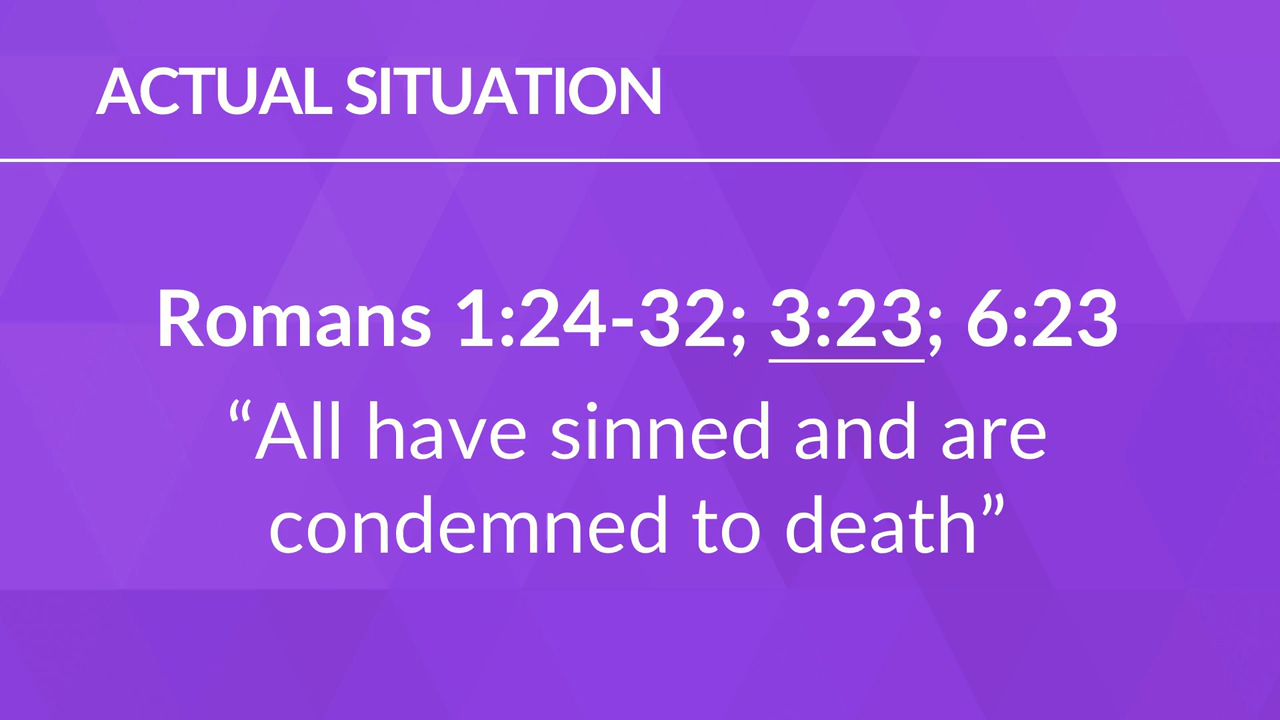 ACTUAL SITUATION
Romans 1:24-32; 3:23; 6:23
“All have sinned and are
condemned to death”